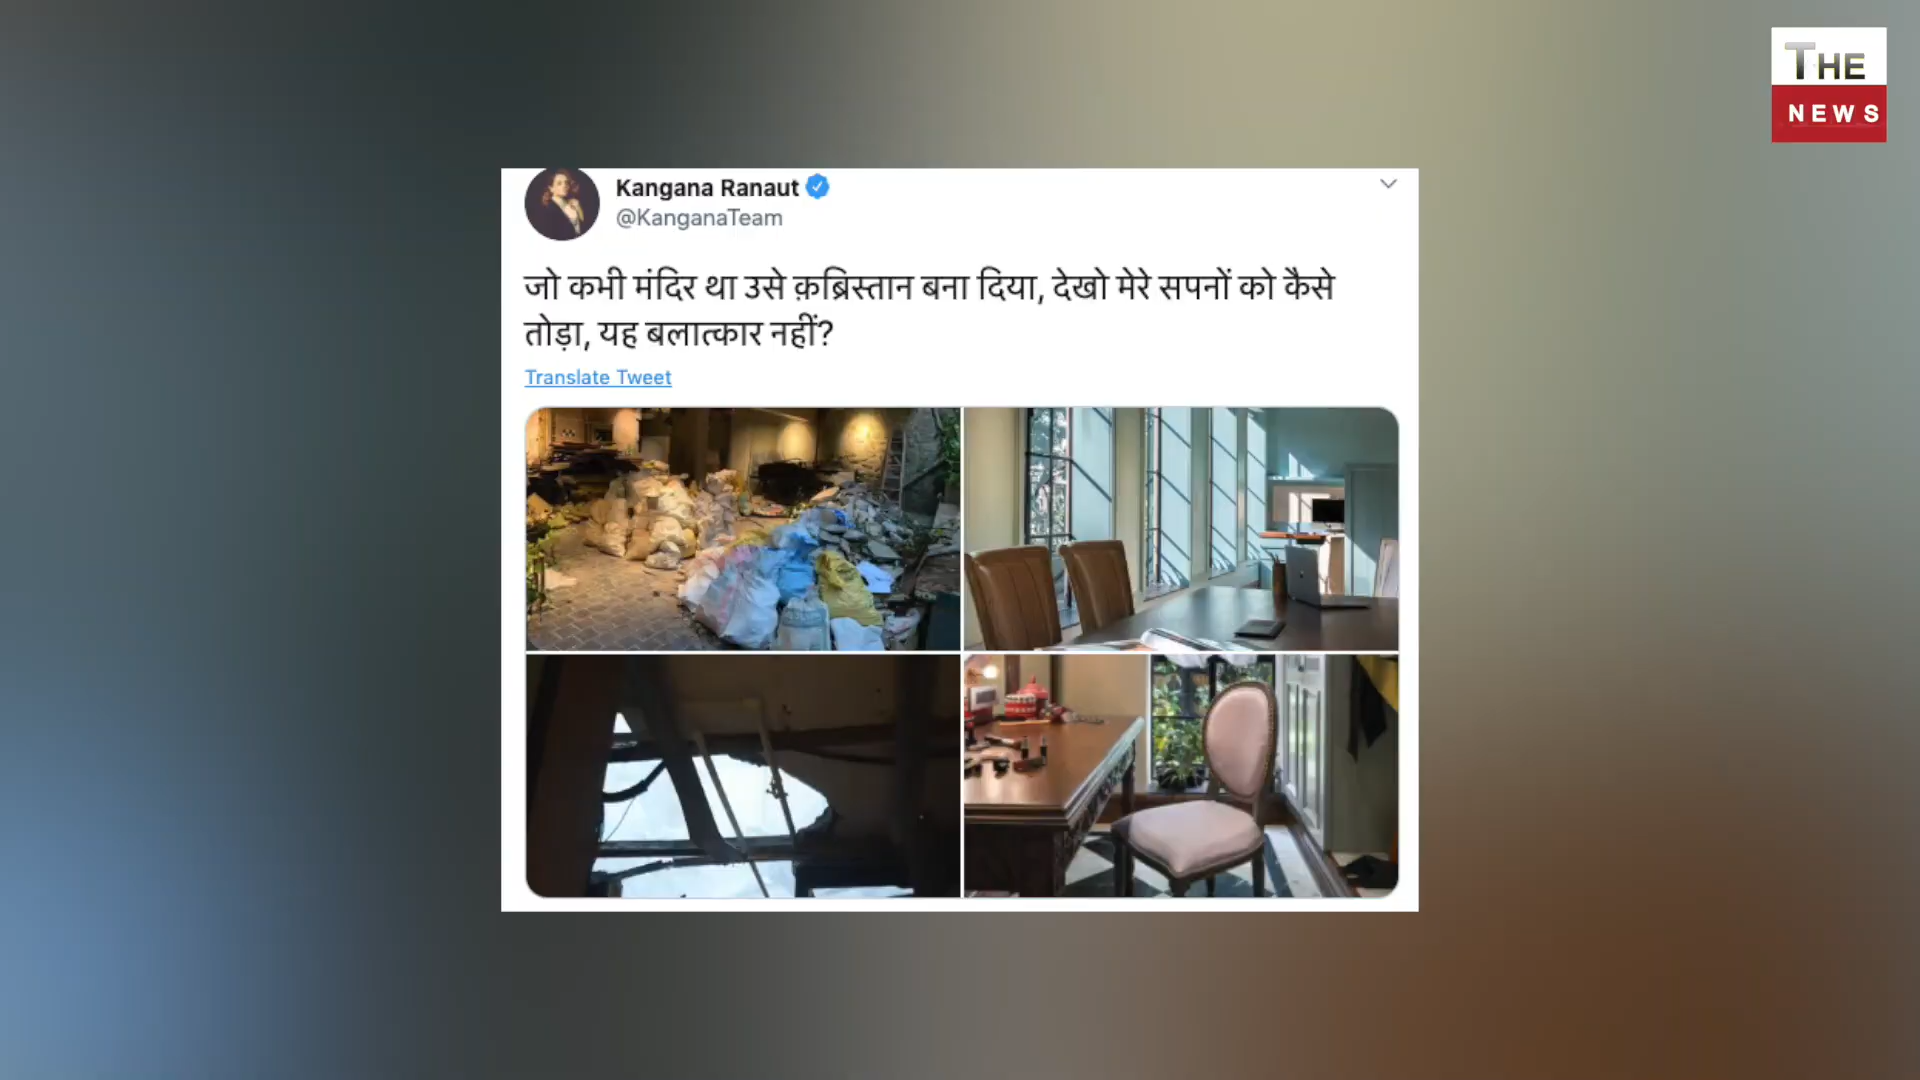 THE
NEWS
Kangana Ranaut
@KanganaTeam
जो कभी मंदिर था उसे क़ब्रिस्तान बना दिया, देखो मेरे सपनों को कैसे
तोड़ा, यह बलात्कार नहीं?
Translate Tweet